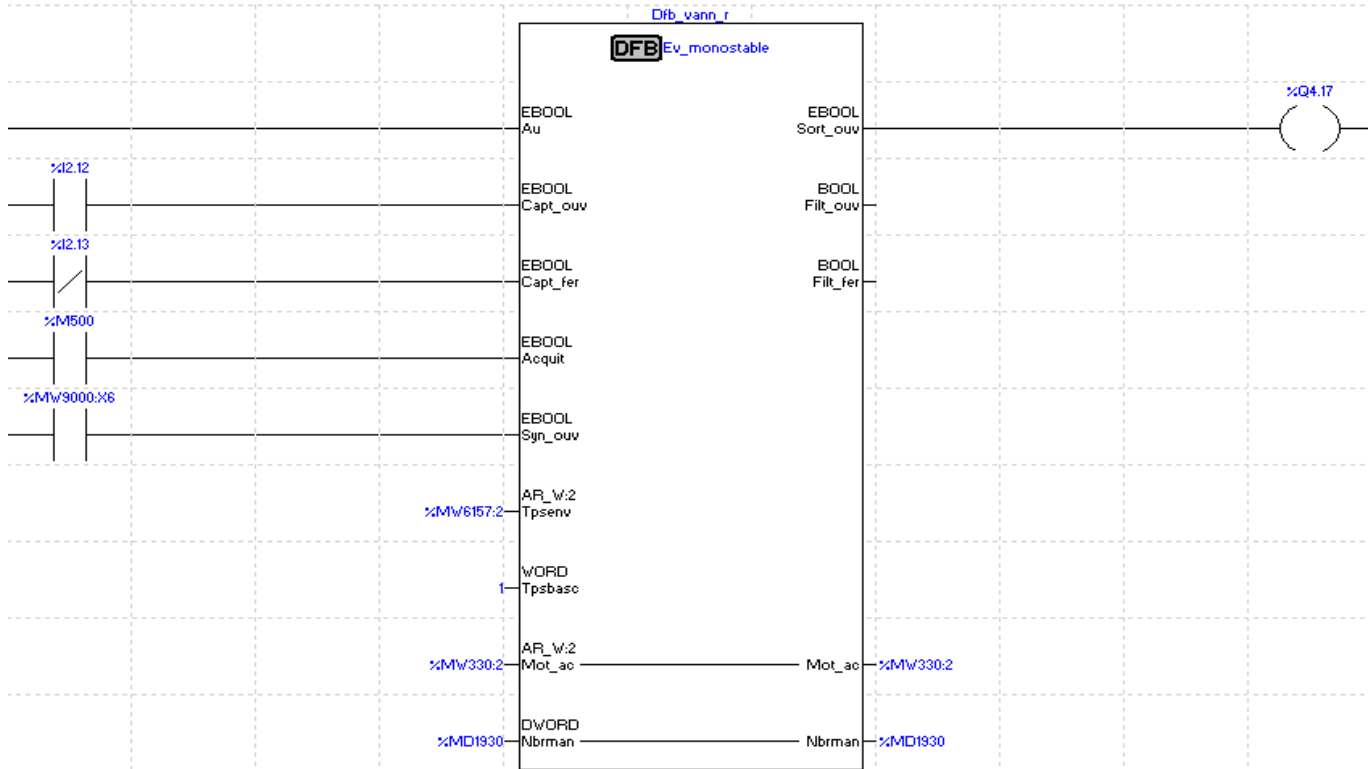 Dfb_vann_r
DFB Ev_monostable
%Q4.17
EBOOL EBOOL
Au Sort_ouv
%I2.12
EBOOL BOOL
Capt_ouv Filt_ouv
%I2.13
EBOOL BOOL
Capt_fer Filt_fer
%M500
EBOOL
Acquit
%MW9000:X6
EBOOL
Syn_ouv
AR_W:2
%MW6157:2 Tpsenv
WORD
1 Tpsbasc
AR_W:2
%MW330:2 Mot_ac Mot_ac %MW330:2
DWORD
%MD1930 Nbrman Nbrman %MD1930